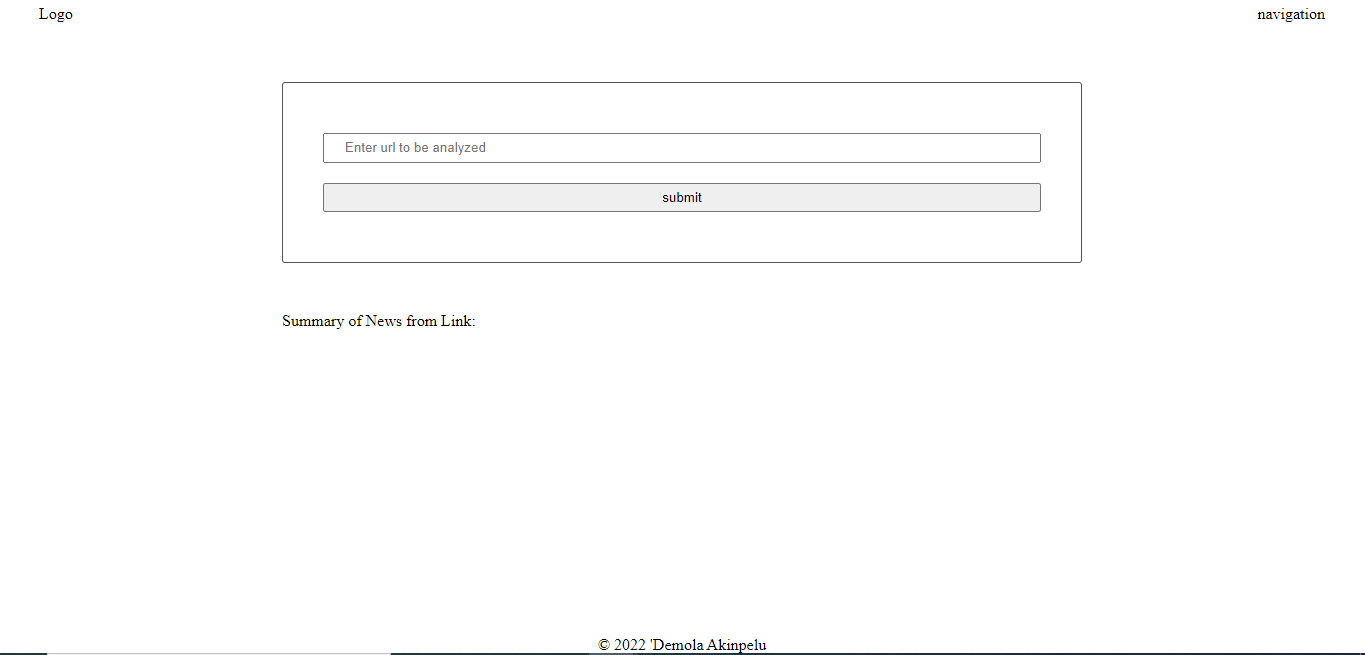 Logo
navigation
Enter url to be analyzed
submit
Summary of News from Link:
© 2022 'Demola Akinpelu